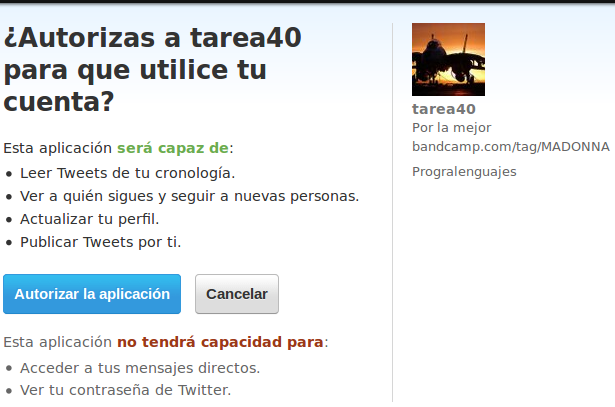 ¿Autorizas a tarea40
para que utilice tu
cuenta?
Esta aplicación será capaz de:
Leer Tweets de tu cronología.
Ver a quién sigues y seguir a nuevas personas.
Actualizar tu perfil.
Publicar Tweets por ti.
Autorizar la aplicación
Cancelar
Esta aplicación no tendrá capacidad para:
Acceder a tus mensajes directos.
Ver tu contraseña de Twitter.
tarea40
Por la mejor
bandcamp.com/tag/MADONNA
Progralenguajes